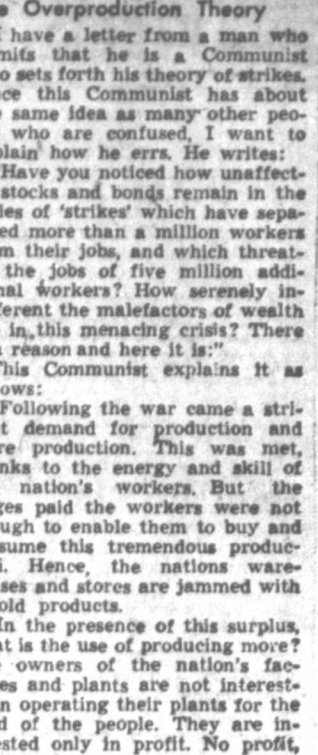 Overproduction Theory
I have a letter from a man who
mits that he is a Communist
o sets forth his theory of strikes.
ce this Communist has about
same idea as many other peo-
who are confused, I want to
plain how he errs. He writes:
"Have you noticed how unaffect-
stocks and bonds remain in the
ies of 'strikes' which have sepa-
ed more than a million workers
m their jobs, and which threat-
the jobs of five million addi-
nal workers? How serenely in-
ferent the malefactors of wealth
in this menacing crisis? There
reason and here it is:"
This Communist explains it as
ows:
"Following the war came a stri-
t demand for production and
re production. This was met,
nks to the energy and skill of
nation's workers. But the
ges paid the workers were not
ugh to enable them to buy and
sume this tremendous produc-
Hence, the nations ware-
ses and stores are jammed with
old products.
In the presence of this surplus,
at is the use of producing more?
owners of the nation's fac-
es and plants are not interest-
n operating their plants for the
d of the people. They are in-
ested only in profit. No profit,